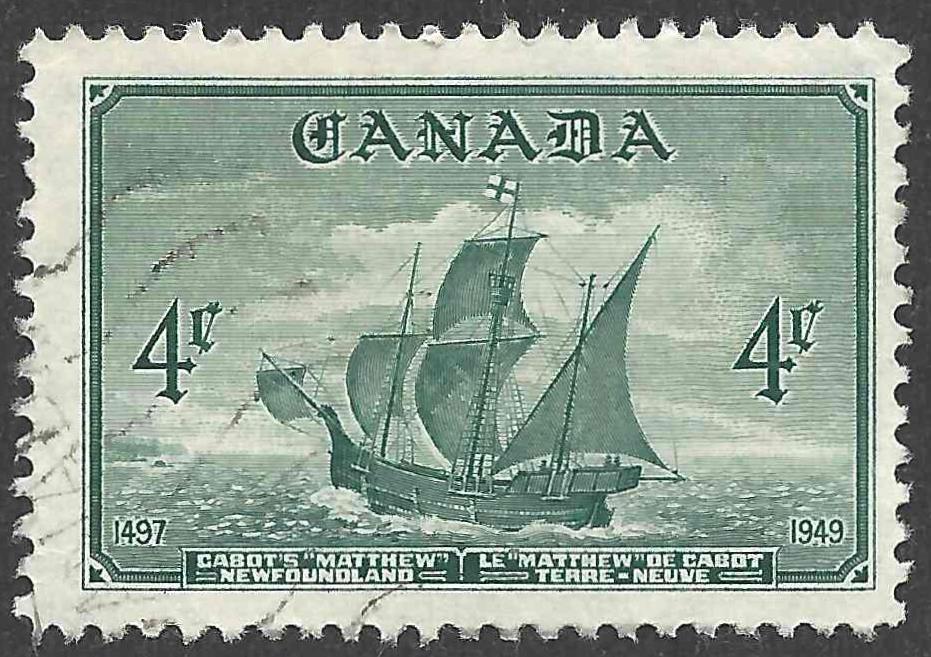 CANADA
4¢ 4¢
1497 1949
CABOT'S "MATTHEW" LE "MATTHEW" DE CABOT
NEWFOUNDLAND TERRE-NEUVE